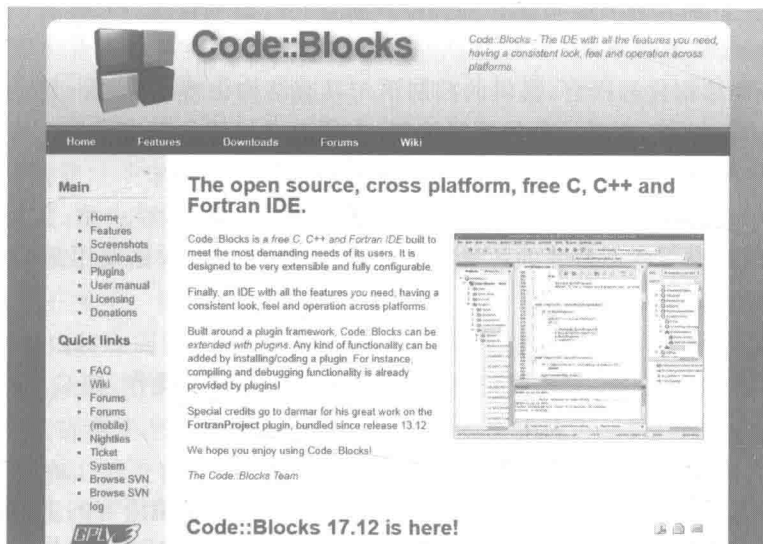 Code::Blocks
Code::Blocks - The IDE with all the features you need,
having a consistent look, feel and operation across
platforms.
Home Features Downloads Forums Wiki
Main
Home
Features
Screenshots
Downloads
Plugins
User manual
Licensing
Donations
Quick links
FAQ
Wiki
Forums
Forums
(mobile)
Nightlies
Ticket
System
Browse SVN
Browse SVN
log
GPLv3
The open source, cross platform, free C, C++ and
Fortran IDE.
Code::Blocks is a free C, C++ and Fortran IDE built to
meet the most demanding needs of its users. It is
designed to be very extensible and fully configurable.
Finally, an IDE with all the features you need, having a
consistent look, feel and operation across platforms.
Built around a plugin framework, Code::Blocks can be
extended with plugins. Any kind of functionality can be
added by installing/coding a plugin. For instance,
compiling and debugging functionality is already
provided by plugins!
Special credits go to darmar for his great work on the
FortranProject plugin, bundled since release 13.12.
We hope you enjoy using Code::Blocks!
The Code::Blocks Team
Code::Blocks 17.12 is here!